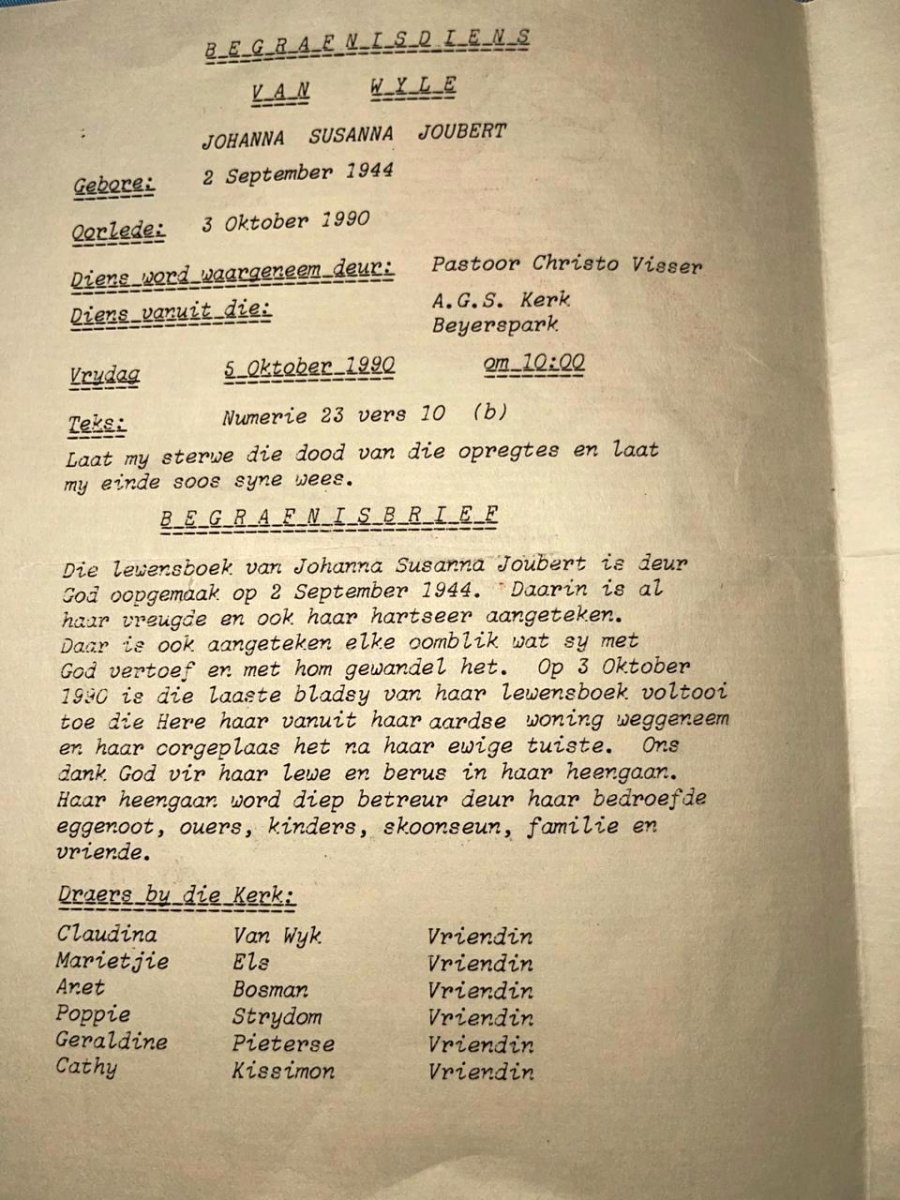 BEGRAFNISDIENS
VAN WYLE
JOHANNA SUSANNA JOUBERT
Gebore: 2 September 1944
Oorlede: 3 Oktober 1990
Diens word waargeneem deur: Pastoor Christo Visser
Diens vanuit die: A.G.S. Kerk
Beyerspark
Vrydag 5 Oktober 1990 om 10:00
Teks: Numerie 23 vers 10 (b)
Laat my sterwe die dood van die opregtes en laat
my einde soos syne wees.
BEGRAFNISBRIEF
Die lewensboek van Johanna Susanna Joubert is deur
God oopgemaak op 2 September 1944. Daarin is al
haar vreugde en ook haar hartseer aangeteken.
Daar is ook aangeteken elke oomblik wat sy met
God vertoef en met hom gewandel het. Op 3 Oktober
1990 is die laaste bladsy van haar lewensboek voltooi
toe die Here haar vanuit haar aardse woning weggeneem
en haar oorgeplaas het na haar ewige tuiste. Ons
dank God vir haar lewe en berus in haar heengaan.
Haar heengaan word diep betreur deur haar bedroefde
eggenoot, ouers, kinders, skoonseun, familie en
vriende.
Draers by die Kerk:
Claudina Van Wyk Vriendin
Marietjie Els Vriendin
Anet Bosman Vriendin
Poppie Strydom Vriendin
Geraldine Pieterse Vriendin
Cathy Kissimon Vriendin